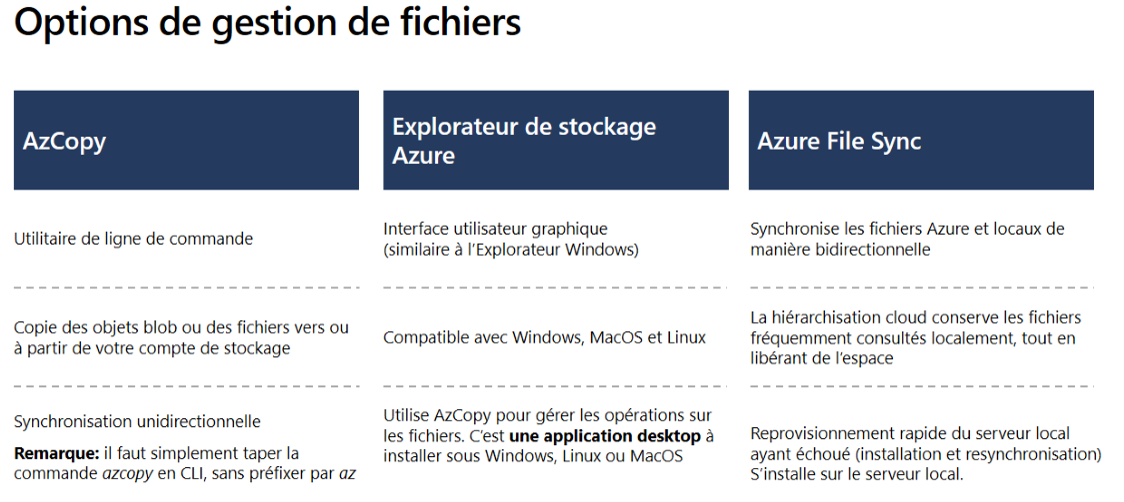 Options de gestion de fichiers
AzCopy
Utilitaire de ligne de commande
Copie des objets blob ou des fichiers vers ou
à partir de votre compte de stockage
Synchronisation unidirectionnelle
Remarque: il faut simplement taper la
commande azcopy en CLI, sans préfixer par az
Explorateur de stockage
Azure
Interface utilisateur graphique
(similaire à l’Explorateur Windows)
Compatible avec Windows, MacOS et Linux
Utilise AzCopy pour gérer les opérations sur
les fichiers. C’est une application desktop à
installer sous Windows, Linux ou MacOS
Azure File Sync
Synchronise les fichiers Azure et locaux de
manière bidirectionnelle
La hiérarchisation cloud conserve les fichiers
fréquemment consultés localement, tout en
libérant de l’espace
Reprovisionnement rapide du serveur local
ayant échoué (installation et resynchronisation)
S’installe sur le serveur local.